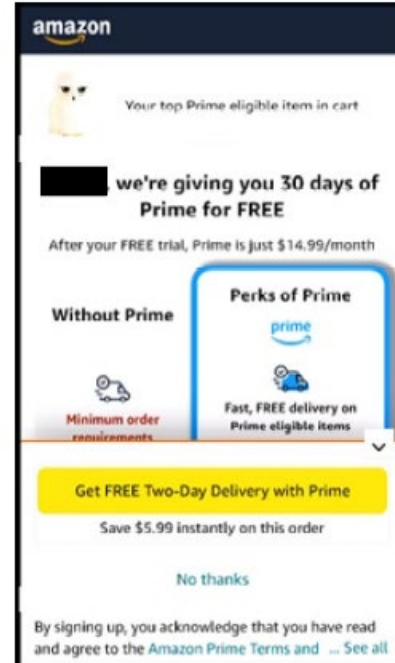 amazon
Your top Prime eligible item in cart
, we're giving you 30 days of
Prime for FREE
After your FREE trial, Prime is just $14.99/month
Without Prime
Minimum order
requirements
Perks of Prime
prime
Fast, FREE delivery on
Prime eligible items
Get FREE Two-Day Delivery with Prime
Save $5.99 instantly on this order
No thanks
By signing up, you acknowledge that you have read
and agree to the Amazon Prime Terms and ... See all